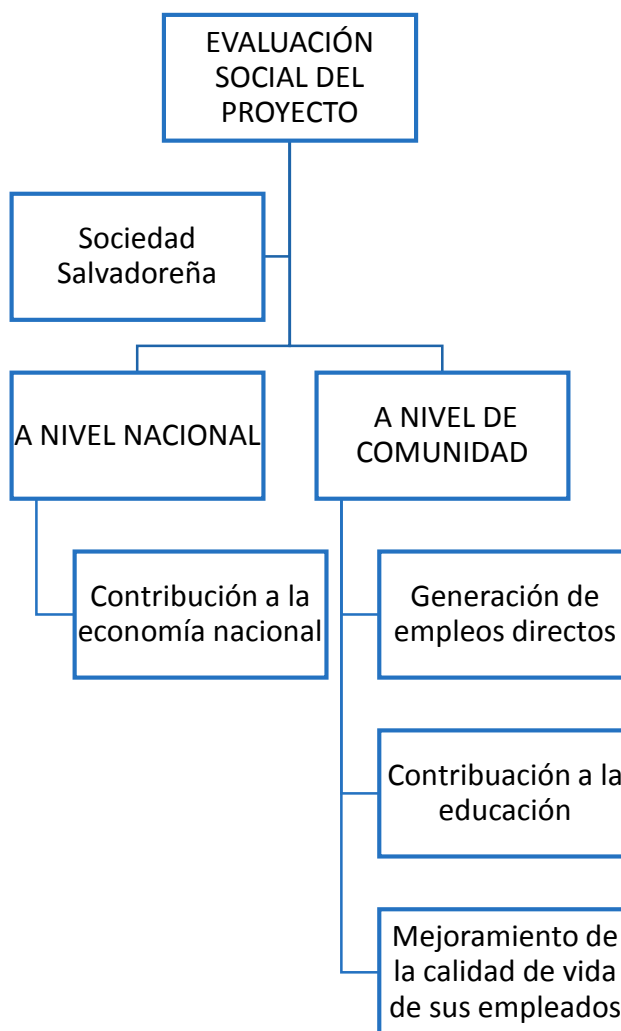 EVALUACIÓN
SOCIAL DEL
PROYECTO
Sociedad
Salvadoreña
A NIVEL NACIONAL
A NIVEL DE
COMUNIDAD
Contribución a la
economía nacional
Generación de
empleos directos
Contribuación a la
educación
Mejoramiento de
la calidad de vida
de sus empleados